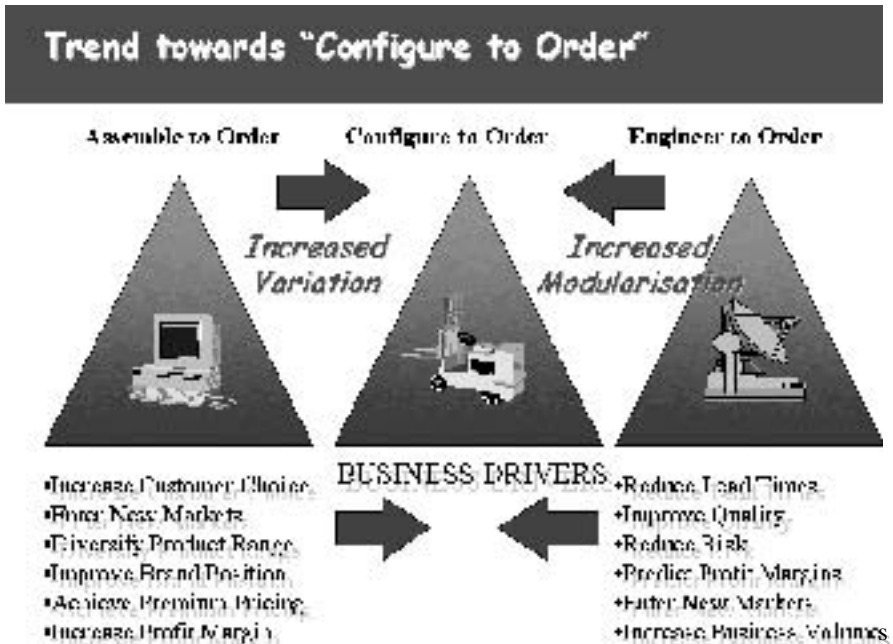 Trend towards "Configure to Order"
Assemble to Order
Configure to Order
Engineer to Order
Increased
Variation
Increased
Modularisation
BUSINESS DRIVERS
•Increase Customer Choice
•Enter New Markets
•Diversify Product Range
•Improve Brand Position
•Achieve Premium Pricing
•Increase Profit Margin
•Reduce Lead Times
•Improve Quality
•Reduce Risk
•Predict Profit Margins
•Enter New Markets
•Increase Business Volumes